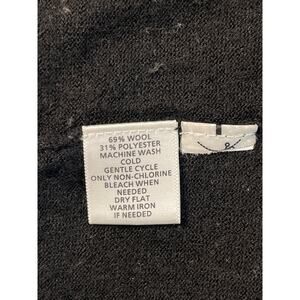 69% WOOL
31% POLYESTER
MACHINE WASH
COLD
GENTLE CYCLE
ONLY NON-CHLORINE
BLEACH WHEN
NEEDED
DRY FLAT
WARM IRON
IF NEEDED